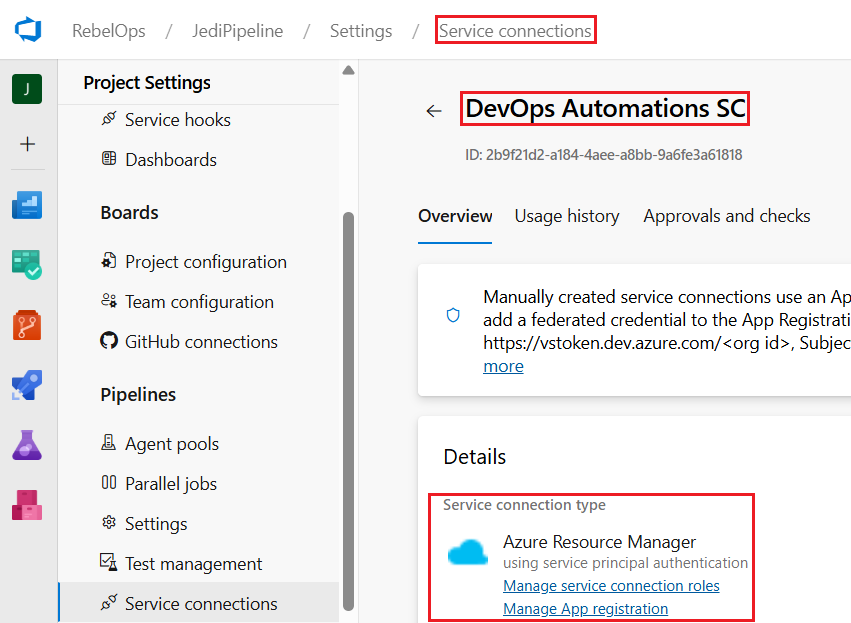 RebelOps / JediPipeline / Settings / Service connections
J
Project Settings
Service hooks
Dashboards
Boards
Project configuration
Team configuration
GitHub connections
Pipelines
Agent pools
Parallel jobs
Settings
Test management
Service connections
DevOps Automations SC
ID: 2b9f21d2-a184-4aee-a8bb-9a6fe3a61818
Overview Usage history Approvals and checks
Manually created service connections use an Ap
add a federated credential to the App Registrati
https://vstoken.dev.azure.com/<org id>, Subjec
more
Details
Service connection type
Azure Resource Manager
using service principal authentication
Manage service connection roles
Manage App registration